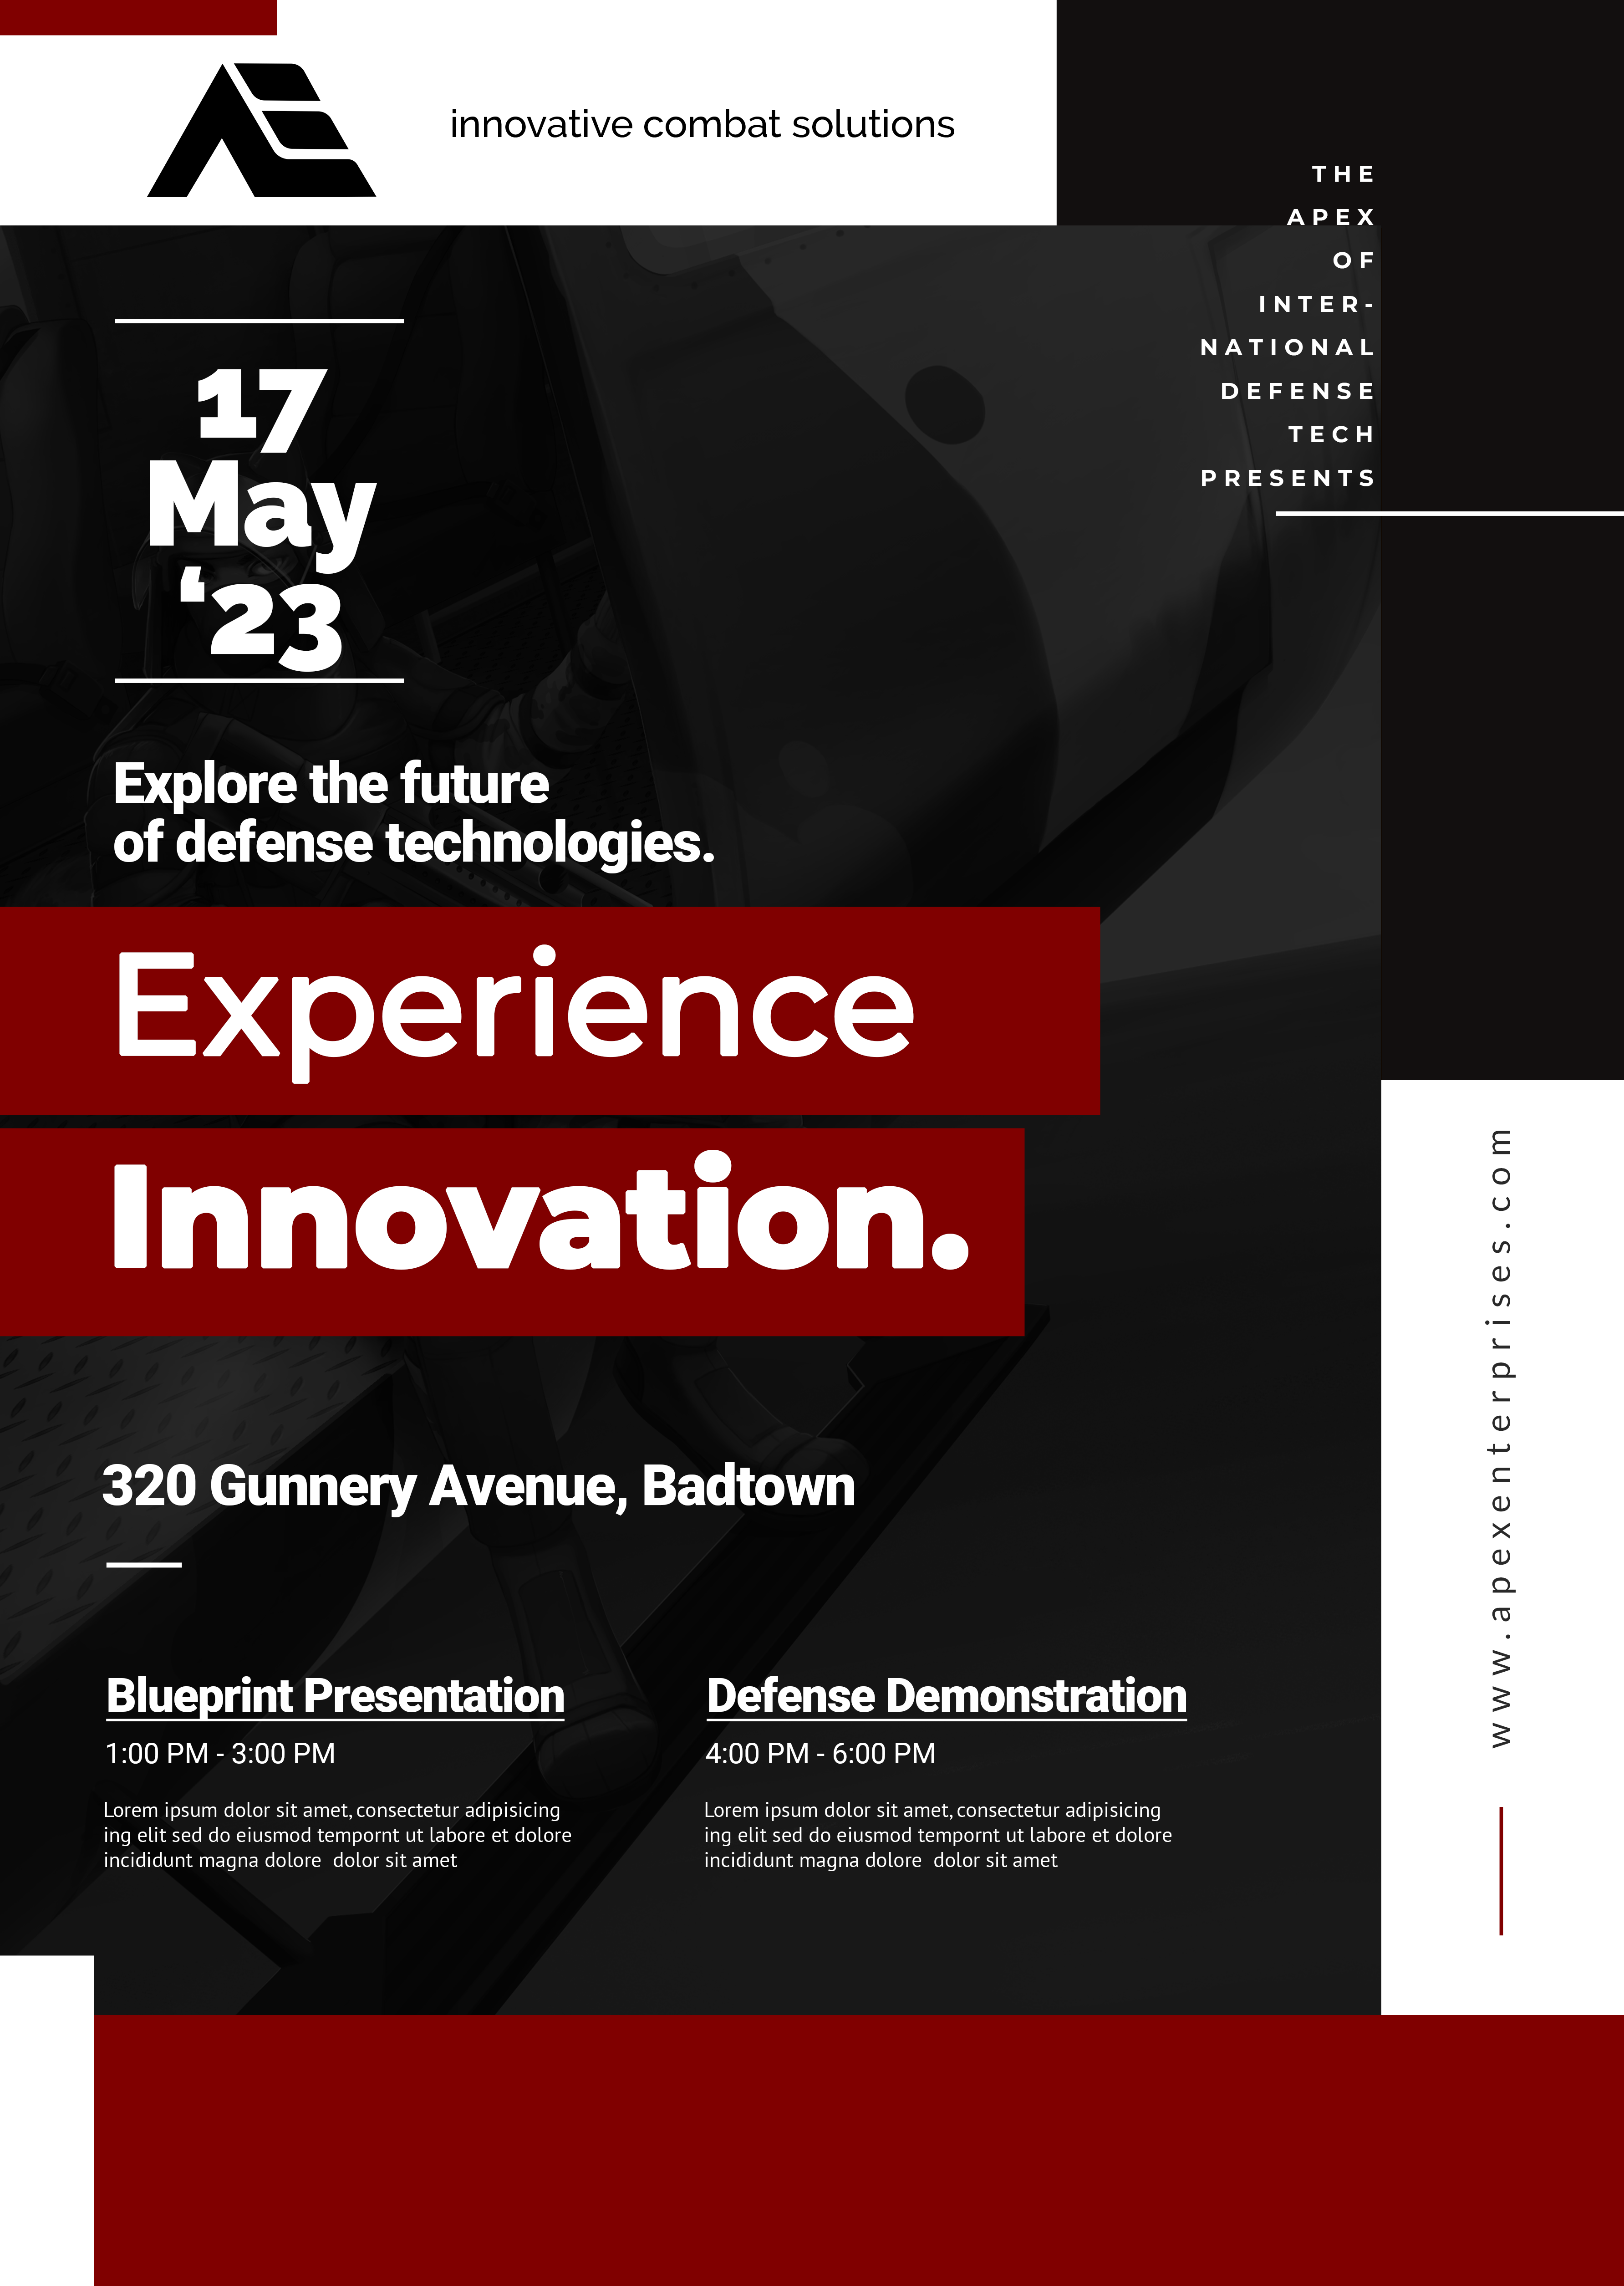 innovative combat solutions
THE
APEX
OF
INTER-
NATIONAL
DEFENSE
TECH
PRESENTS
17
May
‘23
Explore the future
of defense technologies.
Experience
Innovation.
www.apexenterprises.com
320 Gunnery Avenue, Badtown
Blueprint Presentation
1:00 PM - 3:00 PM
Lorem ipsum dolor sit amet, consectetur adipisicing
ing elit sed do eiusmod tempornt ut labore et dolore
incididunt magna dolore  dolor sit amet
Defense Demonstration
4:00 PM - 6:00 PM
Lorem ipsum dolor sit amet, consectetur adipisicing
ing elit sed do eiusmod tempornt ut labore et dolore
incididunt magna dolore  dolor sit amet